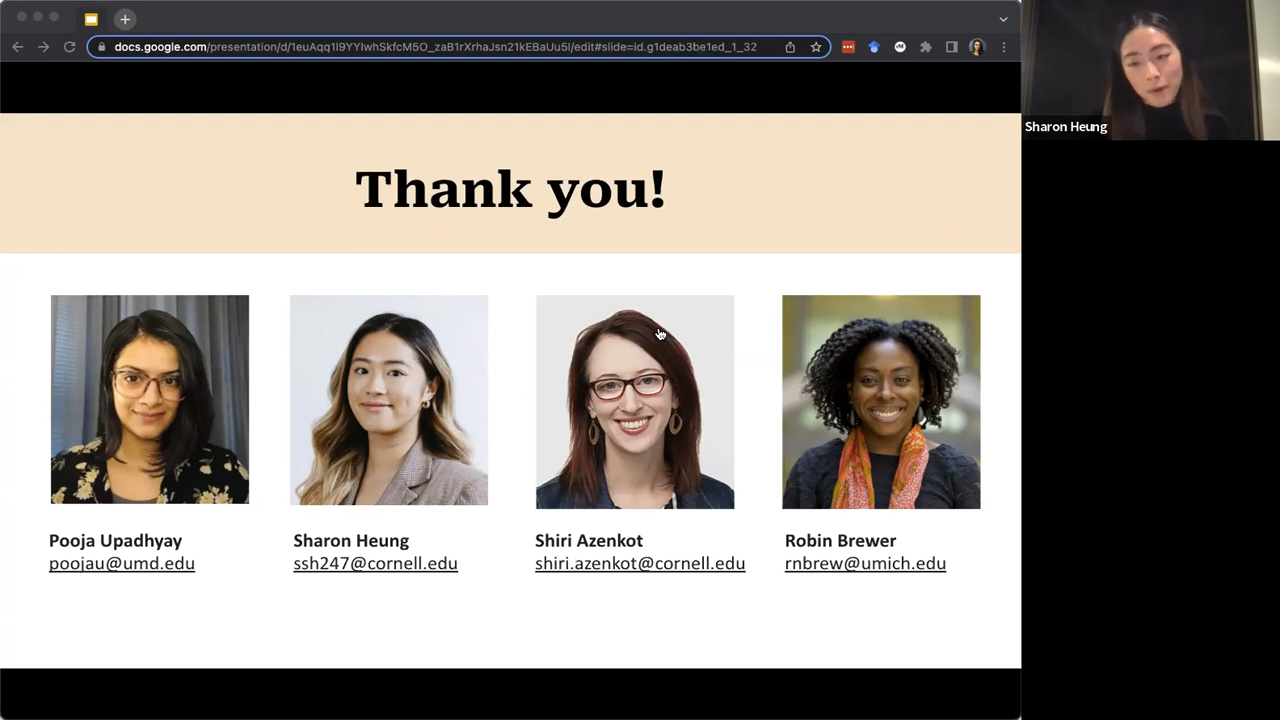 docs.google.com/presentation/d/1euAqq1l9YYIwhSkfcM5O_zaB1rXrhaJsn21kEBaUu5I/edit#slide=id.g1deab3be1ed_1_32
Sharon Heung
Thank you!
Pooja Upadhyay
poojau@umd.edu
Sharon Heung
ssh247@cornell.edu
Shiri Azenkot
shiri.azenkot@cornell.edu
Robin Brewer
rnbrew@umich.edu